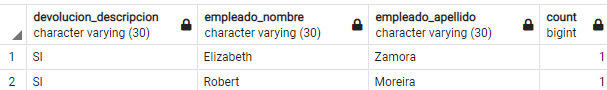 devolucion_descripcion empleado_nombre empleado_apellido count
character varying (30) character varying (30) character varying (30) bigint
1 SI Elizabeth Zamora 1
2 SI Robert Moreira 1